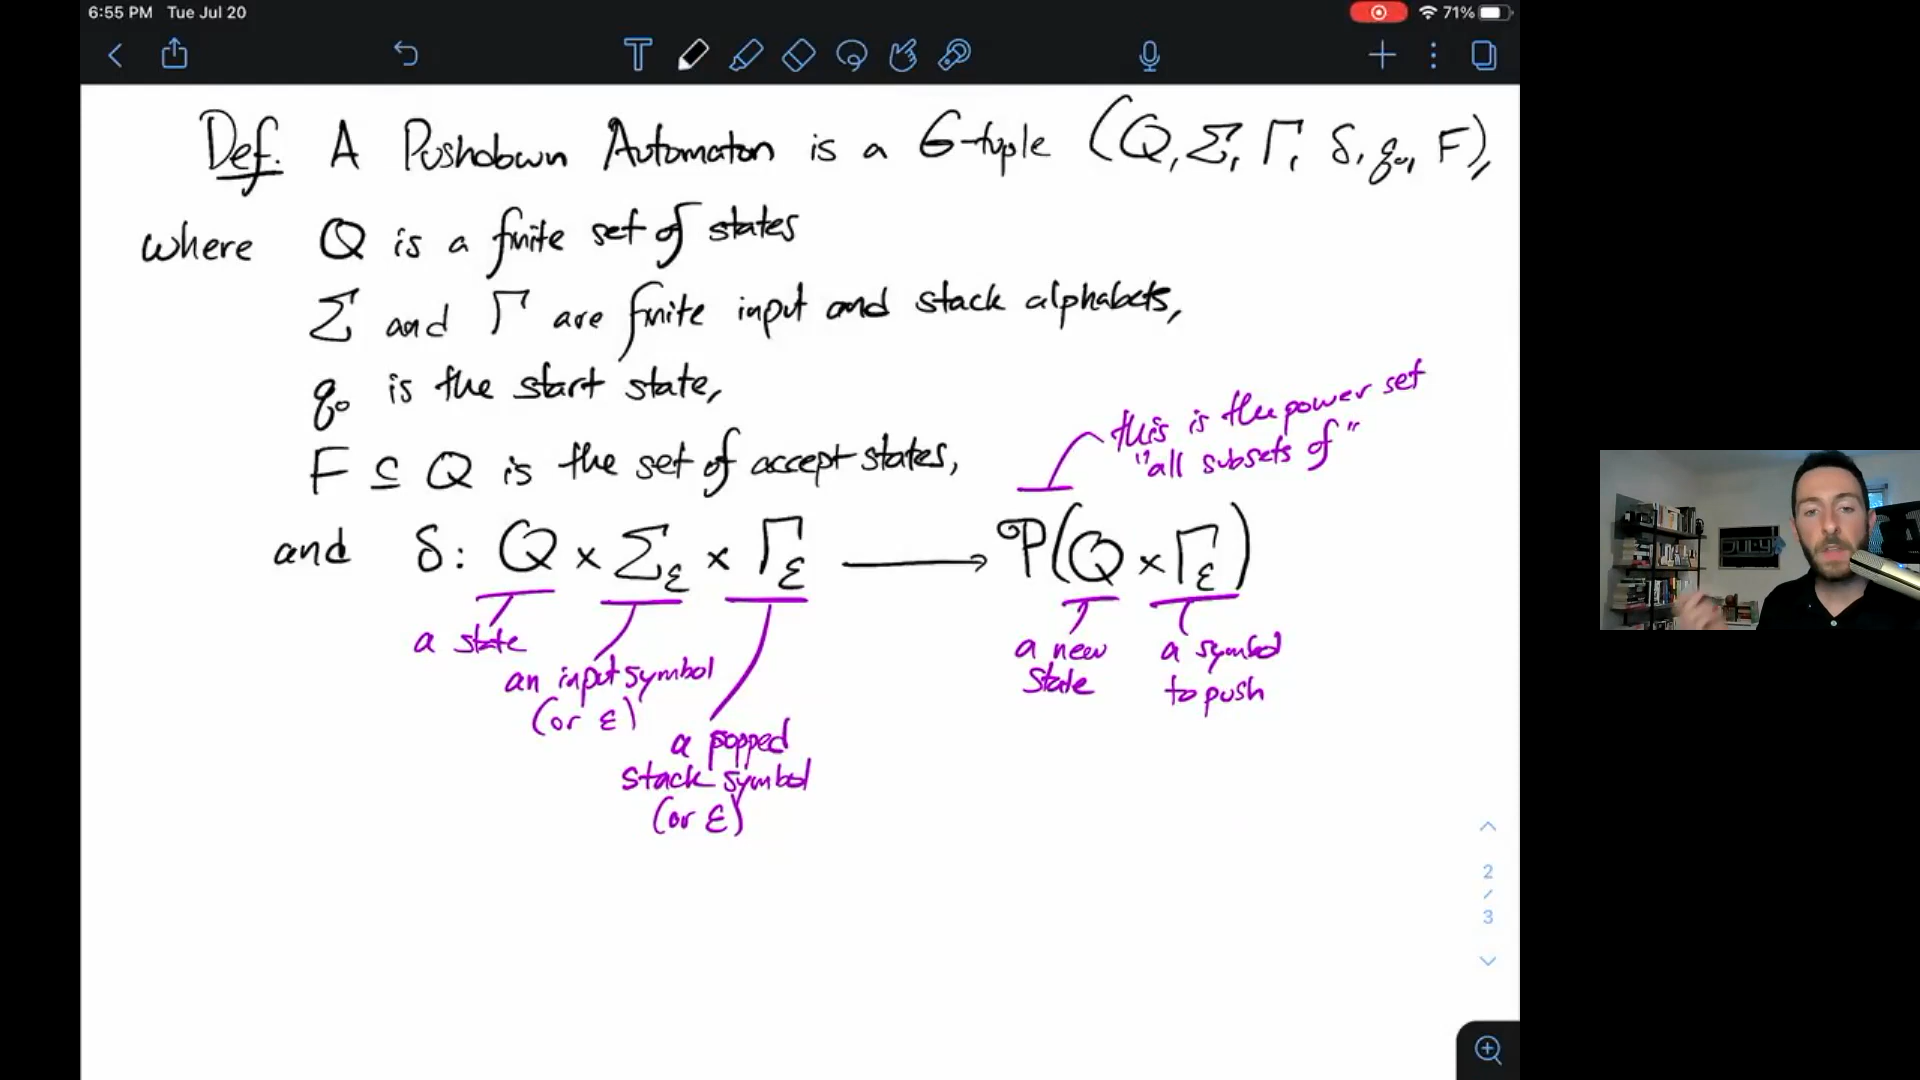 6:55 PM Tue Jul 20
71%
Def. A Pushdown Automaton is a 6-tuple (Q, Σ, Γ, δ, q₀, F),
where Q is a finite set of states
Σ and Γ are finite input and stack alphabets,
q₀ is the start state,
F ⊆ Q is the set of accept states,
this is the power set
"all subsets of"
and δ: Q × Σ_ε × Γ_ε ⟶ P(Q × Γ_ε)
a state
an input symbol
(or ε)
a popped
stack symbol
(or ε)
a new
state
a symbol
to push
2
/
3